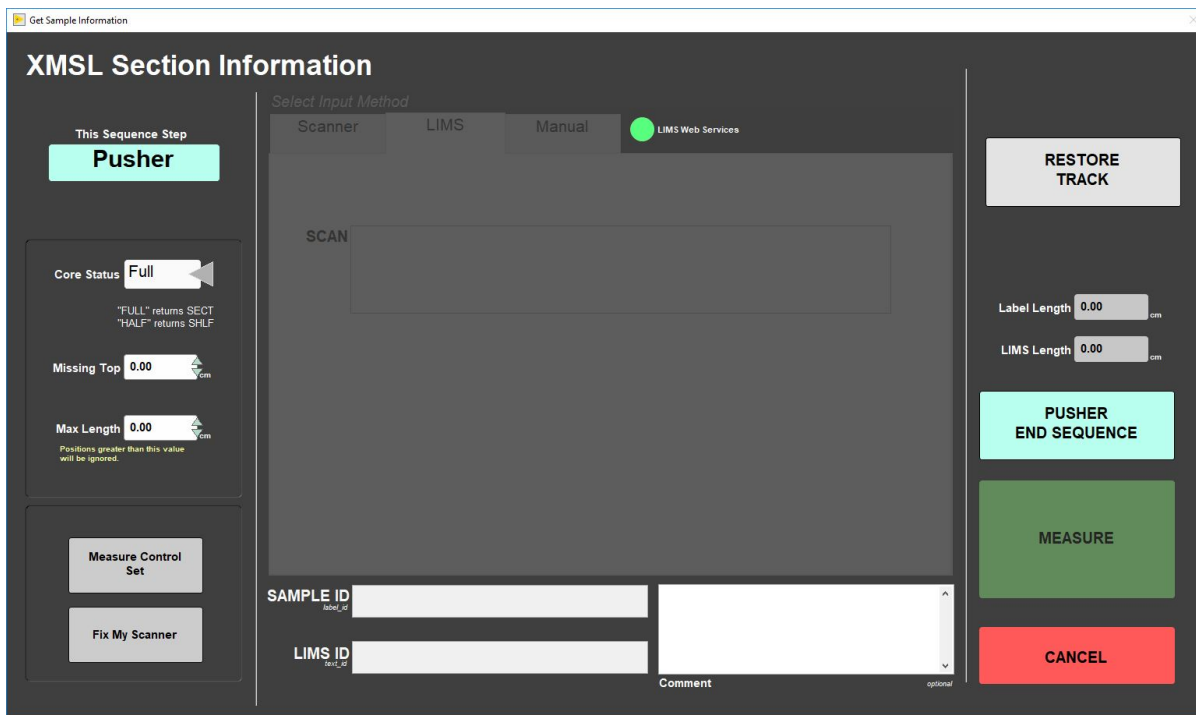 Get Sample Information
XMSL Section Information
This Sequence Step
Pusher
Core Status Full
"FULL" returns SECT
"HALF" returns SHLF
Missing Top 0.00 cm
Max Length 0.00 cm
Positions greater than this value
will be ignored.
Measure Control
Set
Fix My Scanner
Select Input Method
Scanner LIMS Manual LIMS Web Services
SCAN
SAMPLE ID
label_id
LIMS ID
text_id
Comment optional
RESTORE
TRACK
Label Length 0.00 cm
LIMS Length 0.00 cm
PUSHER
END SEQUENCE
MEASURE
CANCEL